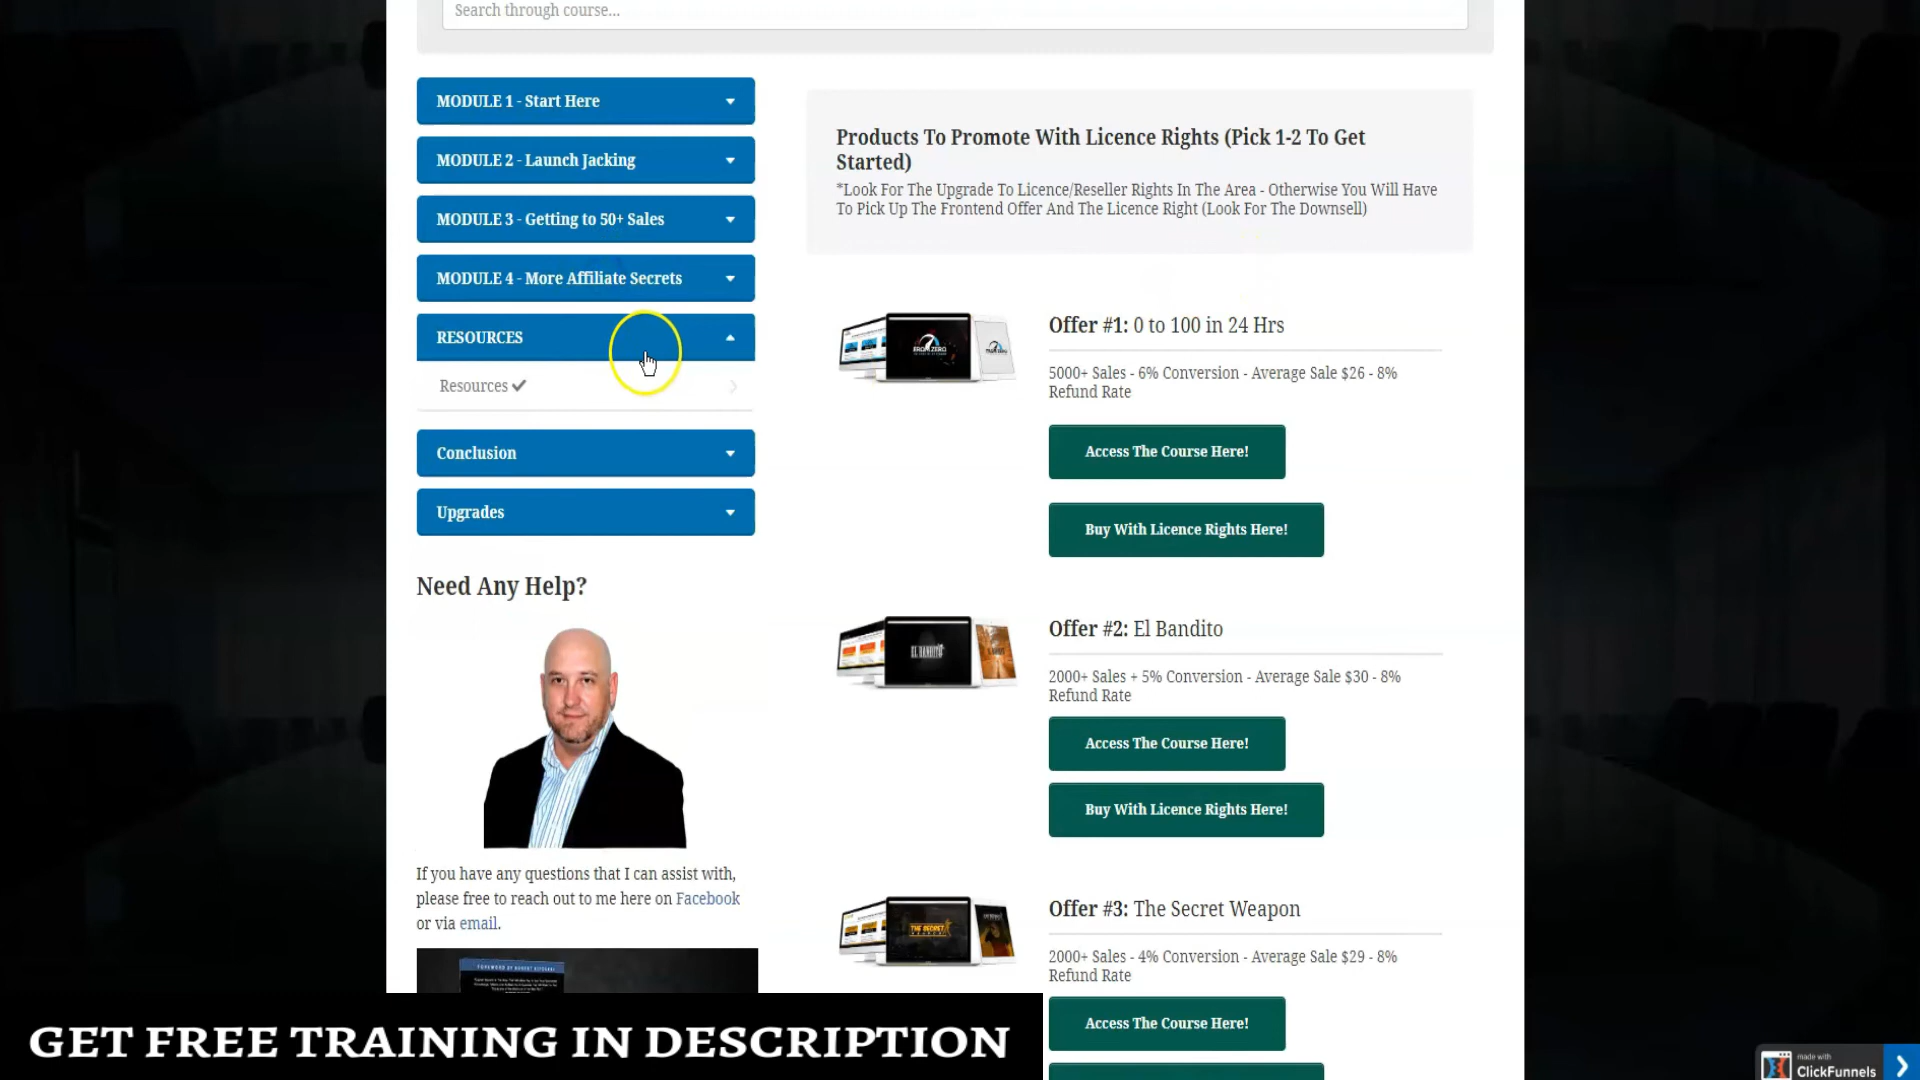 Search through course...
MODULE 1 - Start Here
MODULE 2 - Launch Jacking
MODULE 3 - Getting to 50+ Sales
MODULE 4 - More Affiliate Secrets
RESOURCES
Resources
Conclusion
Upgrades
Need Any Help?
If you have any questions that I can assist with,
please free to reach out to me here on Facebook
or via email.
Products To Promote With Licence Rights (Pick 1-2 To Get
Started)
*Look For The Upgrade To Licence/Reseller Rights In The Area - Otherwise You Will Have
To Pick Up The Frontend Offer And The Licence Right (Look For The Downsell)
Offer #1: 0 to 100 in 24 Hrs
5000+ Sales - 6% Conversion - Average Sale $26 - 8%
Refund Rate
Access The Course Here!
Buy With Licence Rights Here!
EL BANDITO
Offer #2: El Bandito
2000+ Sales + 5% Conversion - Average Sale $30 - 8%
Refund Rate
Access The Course Here!
Buy With Licence Rights Here!
THE SECRET
Offer #3: The Secret Weapon
2000+ Sales - 4% Conversion - Average Sale $29 - 8%
Refund Rate
Access The Course Here!
GET FREE TRAINING IN DESCRIPTION
made with
ClickFunnels